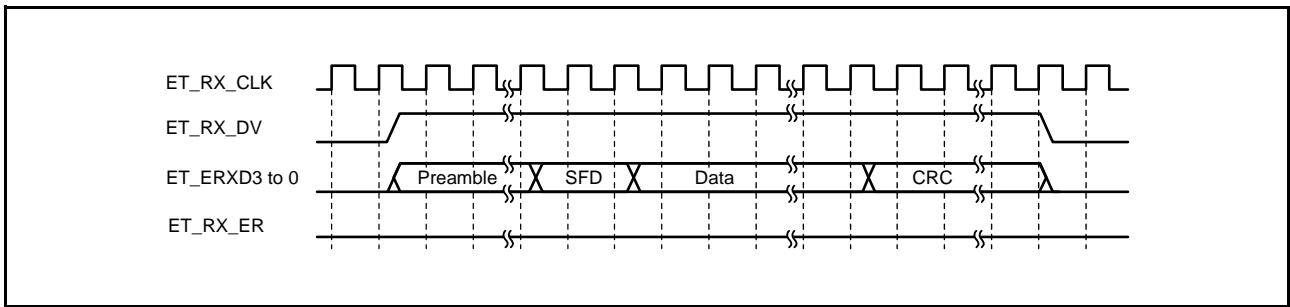 ET_RX_CLK
ET_RX_DV
ET_ERXD3 to 0 Preamble SFD Data CRC
ET_RX_ER